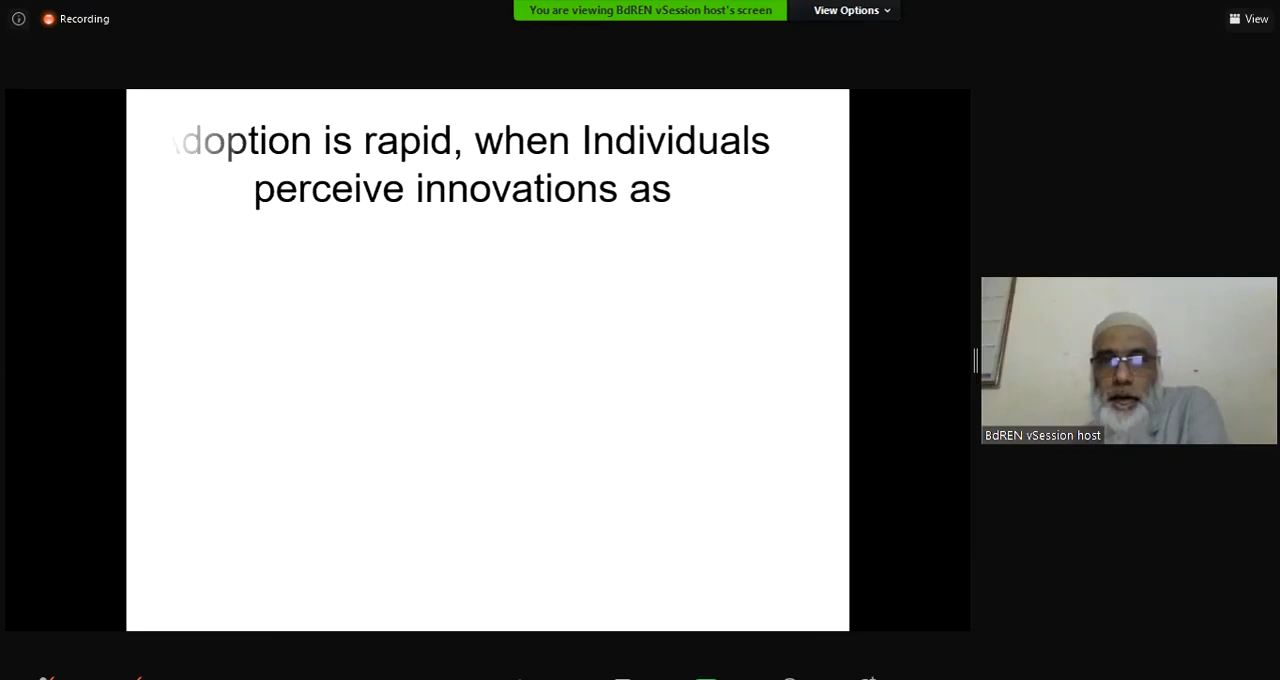 Recording
You are viewing BdREN vSession host's screen
View Options
View
Adoption is rapid, when Individuals
perceive innovations as
BdREN vSession host